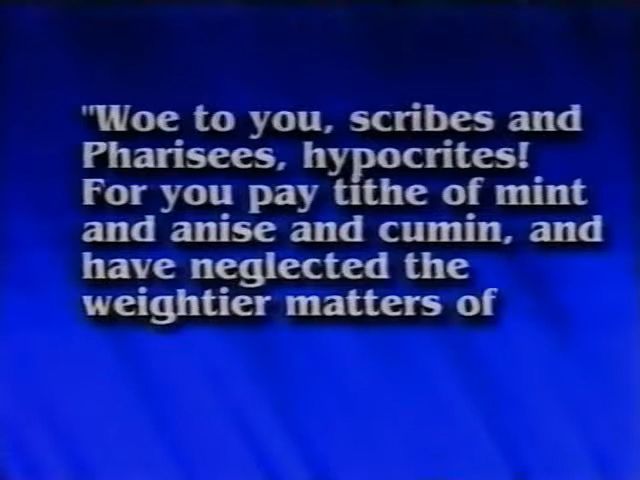 "Woe to you, scribes and
Pharisees, hypocrites!
For you pay tithe of mint
and anise and cumin, and
have neglected the
weightier matters of